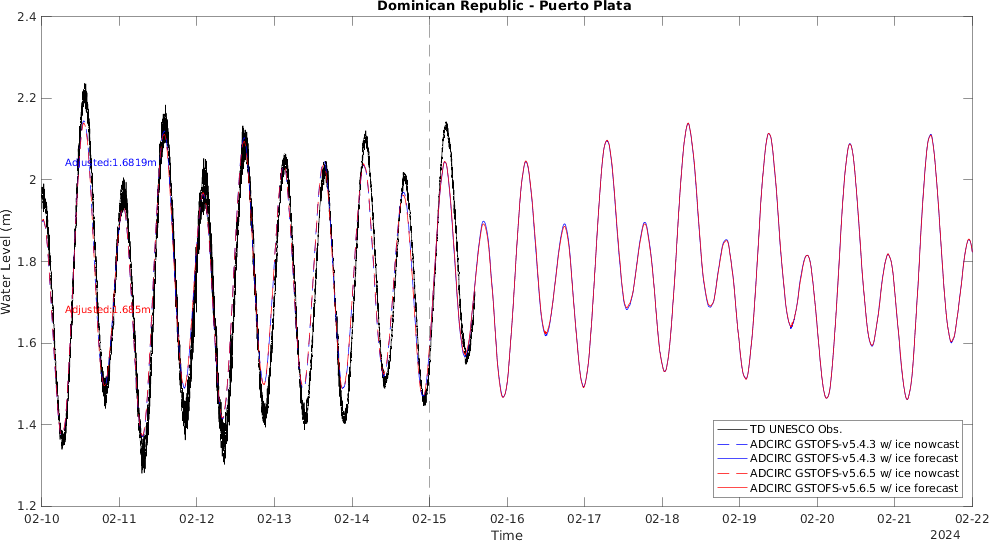 Dominican Republic - Puerto Plata
2.4
2.2
2
1.8
1.6
1.4
1.2
Water Level (m)
Adjusted:1.6819m
Adjusted:1.685m
TD UNESCO Obs.
ADCIRC GSTOFS-v5.4.3 w/ ice nowcast
ADCIRC GSTOFS-v5.4.3 w/ ice forecast
ADCIRC GSTOFS-v5.6.5 w/ ice nowcast
ADCIRC GSTOFS-v5.6.5 w/ ice forecast
02-10 02-11 02-12 02-13 02-14 02-15 02-16 02-17 02-18 02-19 02-20 02-21 02-22
Time
2024